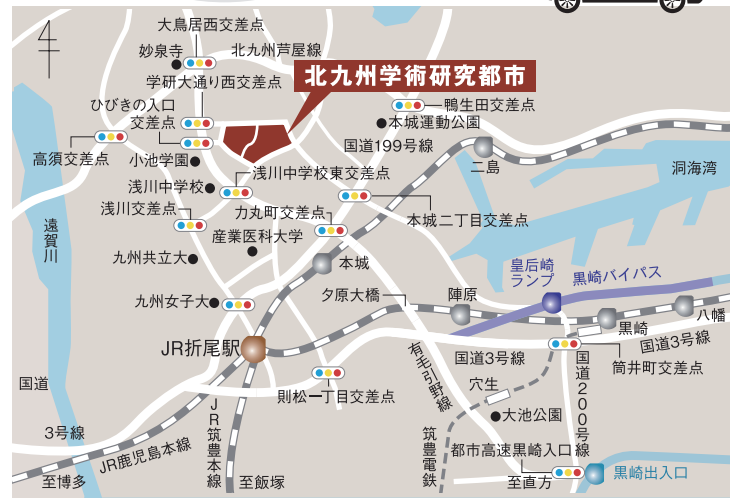 4
大鳥居西交差点
妙泉寺
北九州芦屋線
学研大通り西交差点
北九州学術研究都市
ひびきの入口
交差点
鴨生田交差点
本城運動公園
高須交差点
小池学園
国道199号線
二島
洞海湾
浅川中学校東交差点
浅川中学校
浅川交差点
力丸町交差点
本城二丁目交差点
遠賀川
産業医科大学
九州共立大
本城
皇后崎
ランプ
黒崎バイパス
夕原大橋
陣原
九州女子大
八幡
黒崎
JR折尾駅
国道3号線
国道3号線
筒井町交差点
有毛引野線
国道200号線
穴生
則松一丁目交差点
国道
3号線
大池公園
JR筑豊本線
筑豊電鉄
JR鹿児島本線
都市高速黒崎入口
至博多
至飯塚
至直方
黒崎出入口